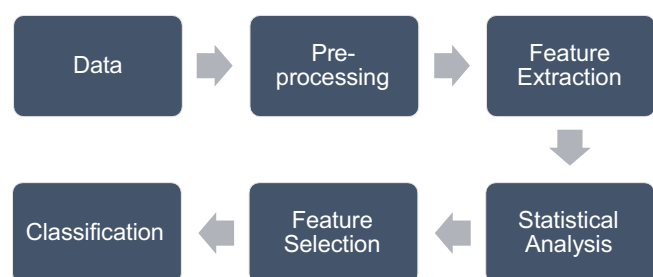 Data
Pre-
processing
Feature
Extraction
Classification
Feature
Selection
Statistical
Analysis